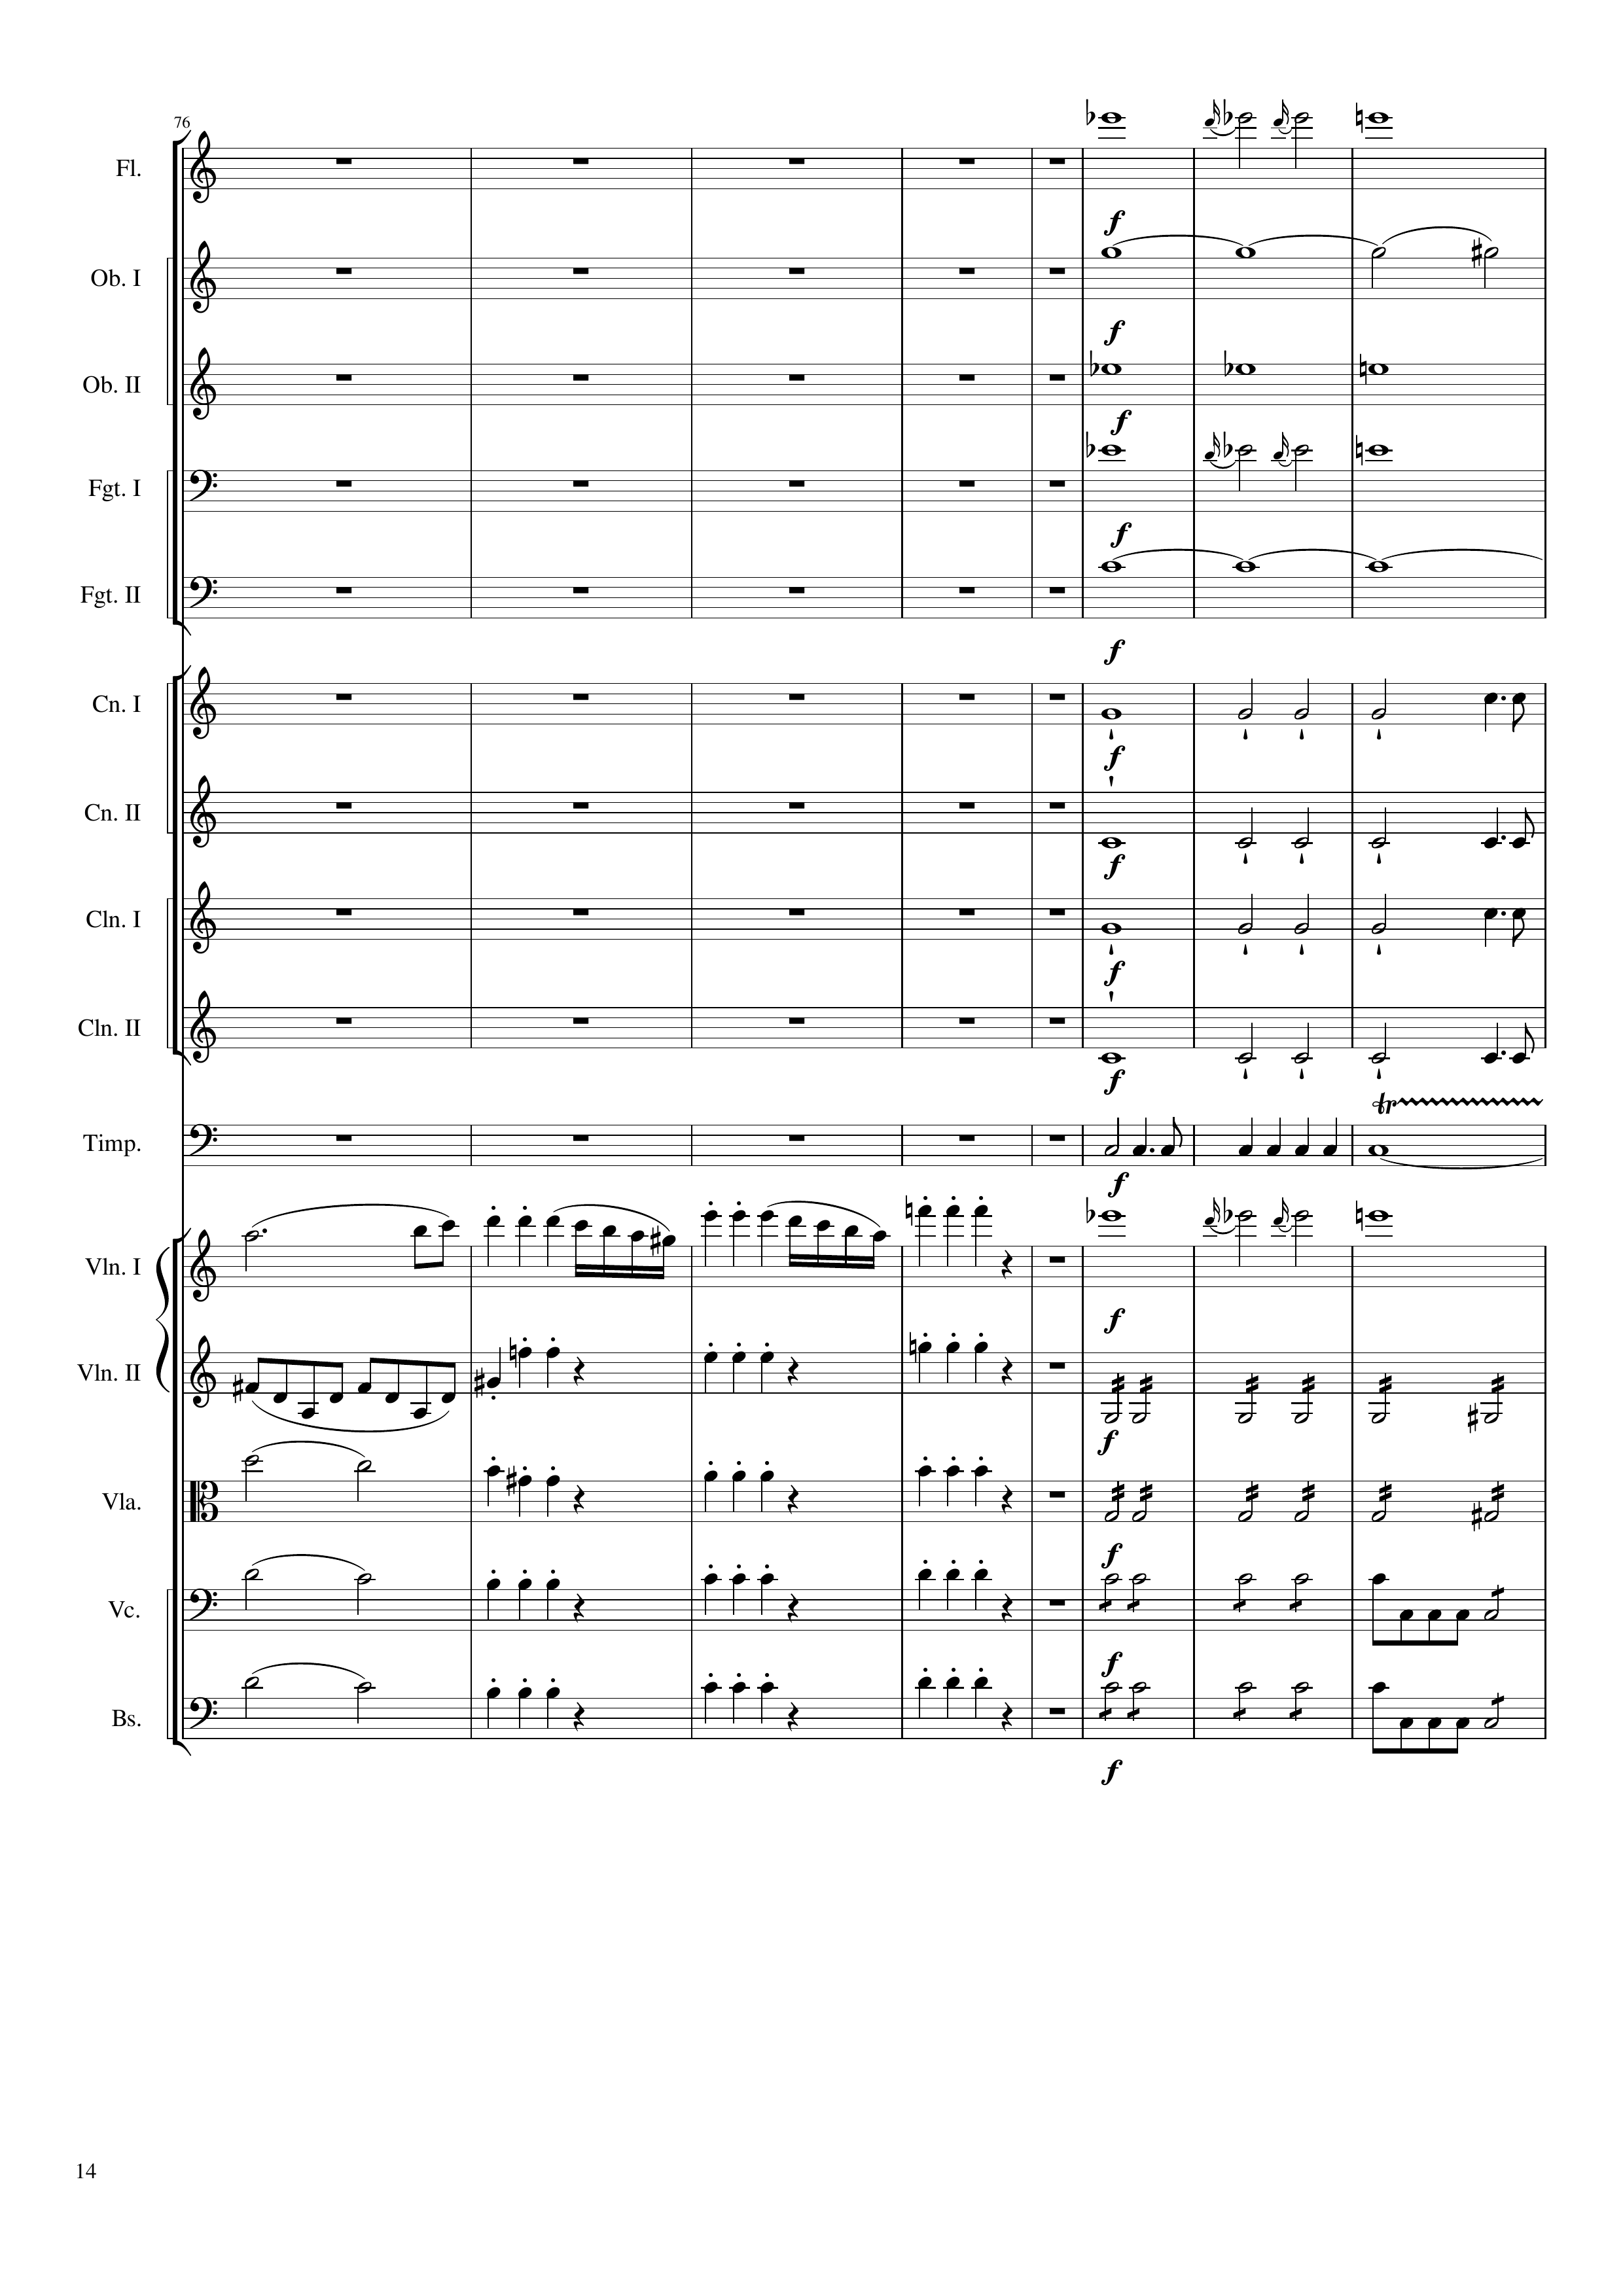 76
Fl.
f
Ob. I
f
Ob. II
f
Fgt. I
f
Fgt. II
f
Cn. I
f
Cn. II
f
Cln. I
f
Cln. II
f
tr
Timp.
f
Vln. I
f
Vln. II
f
Vla.
f
Vc.
f
Bs.
f
14